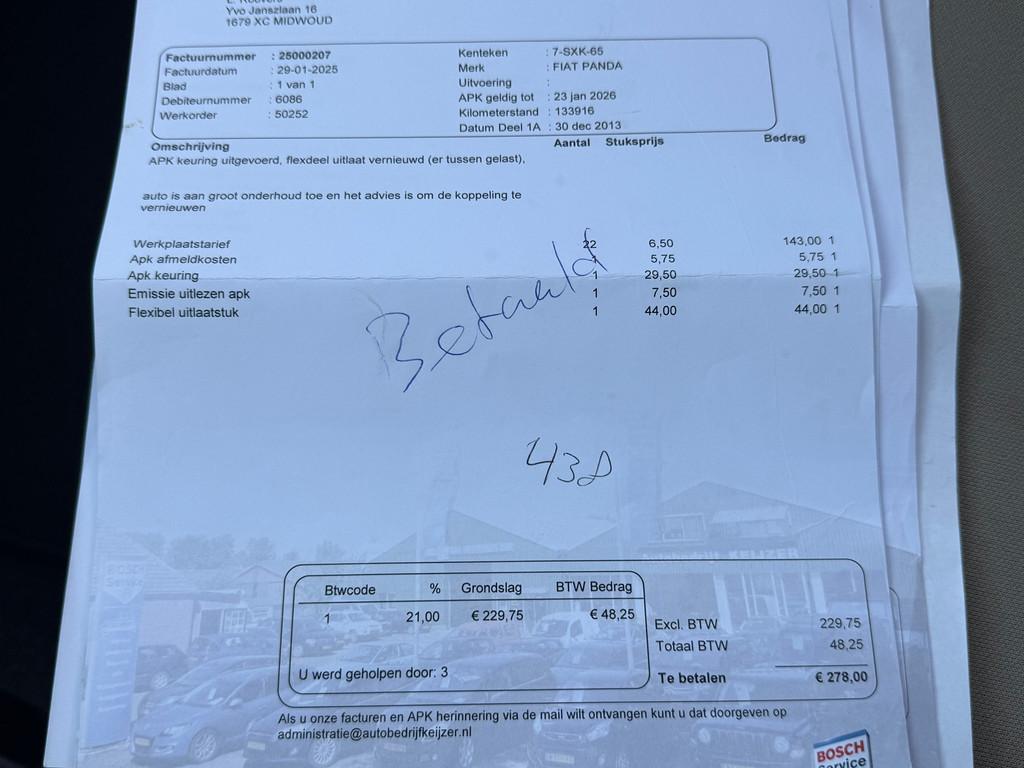 Yvo Janszlaan 16
1679 XC MIDWOUD
Factuurnummer : 25000207
Factuurdatum : 29-01-2025
Blad : 1 van 1
Debiteurnummer : 6086
Werkorder : 50252
Kenteken : 7-SXK-65
Merk : FIAT PANDA
Uitvoering :
APK geldig tot : 23 jan 2026
Kilometerstand : 133916
Datum Deel 1A : 30 dec 2013
Omschrijving Aantal Stuksprijs Bedrag
APK keuring uitgevoerd, flexdeel uitlaat vernieuwd (er tussen gelast),
auto is aan groot onderhoud toe en het advies is om de koppeling te
vernieuwen
Werkplaatstarief 22 6,50 143,00 1
Apk afmeldkosten 1 5,75 5,75 1
Apk keuring 1 29,50 29,50 1
Emissie uitlezen apk 1 7,50 7,50 1
Flexibel uitlaatstuk 1 44,00 44,00 1
Betaald
438
Btwcode % Grondslag BTW Bedrag
1 21,00 € 229,75 € 48,25
U werd geholpen door: 3
Excl. BTW 229,75
Totaal BTW 48,25
Te betalen € 278,00
Als u onze facturen en APK herinnering via de mail wilt ontvangen kunt u dat doorgeven op
administratie@autobedrijfkeijzer.nl
BOSCH
Service